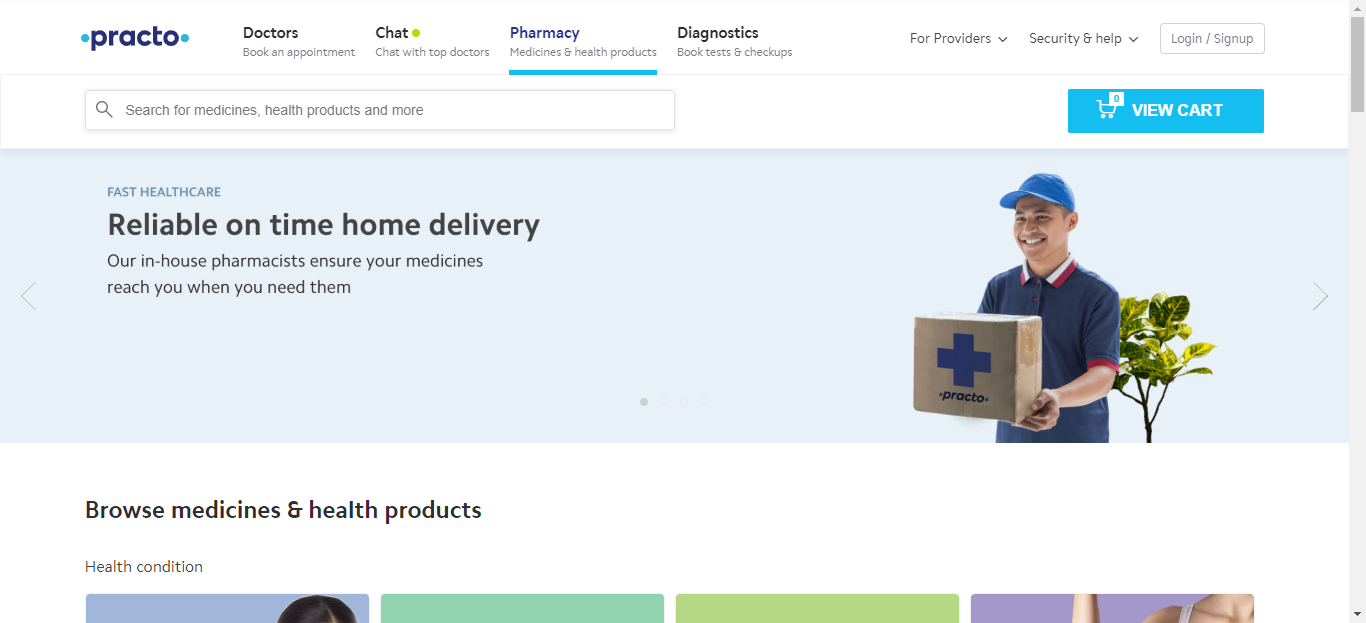 practo
Doctors
Book an appointment
Chat
Chat with top doctors
Pharmacy
Medicines & health products
Diagnostics
Book tests & checkups
For Providers
Security & help
Login / Signup
Search for medicines, health products and more
0
VIEW CART
FAST HEALTHCARE
Reliable on time home delivery
Our in-house pharmacists ensure your medicines
reach you when you need them
practo
Browse medicines & health products
Health condition